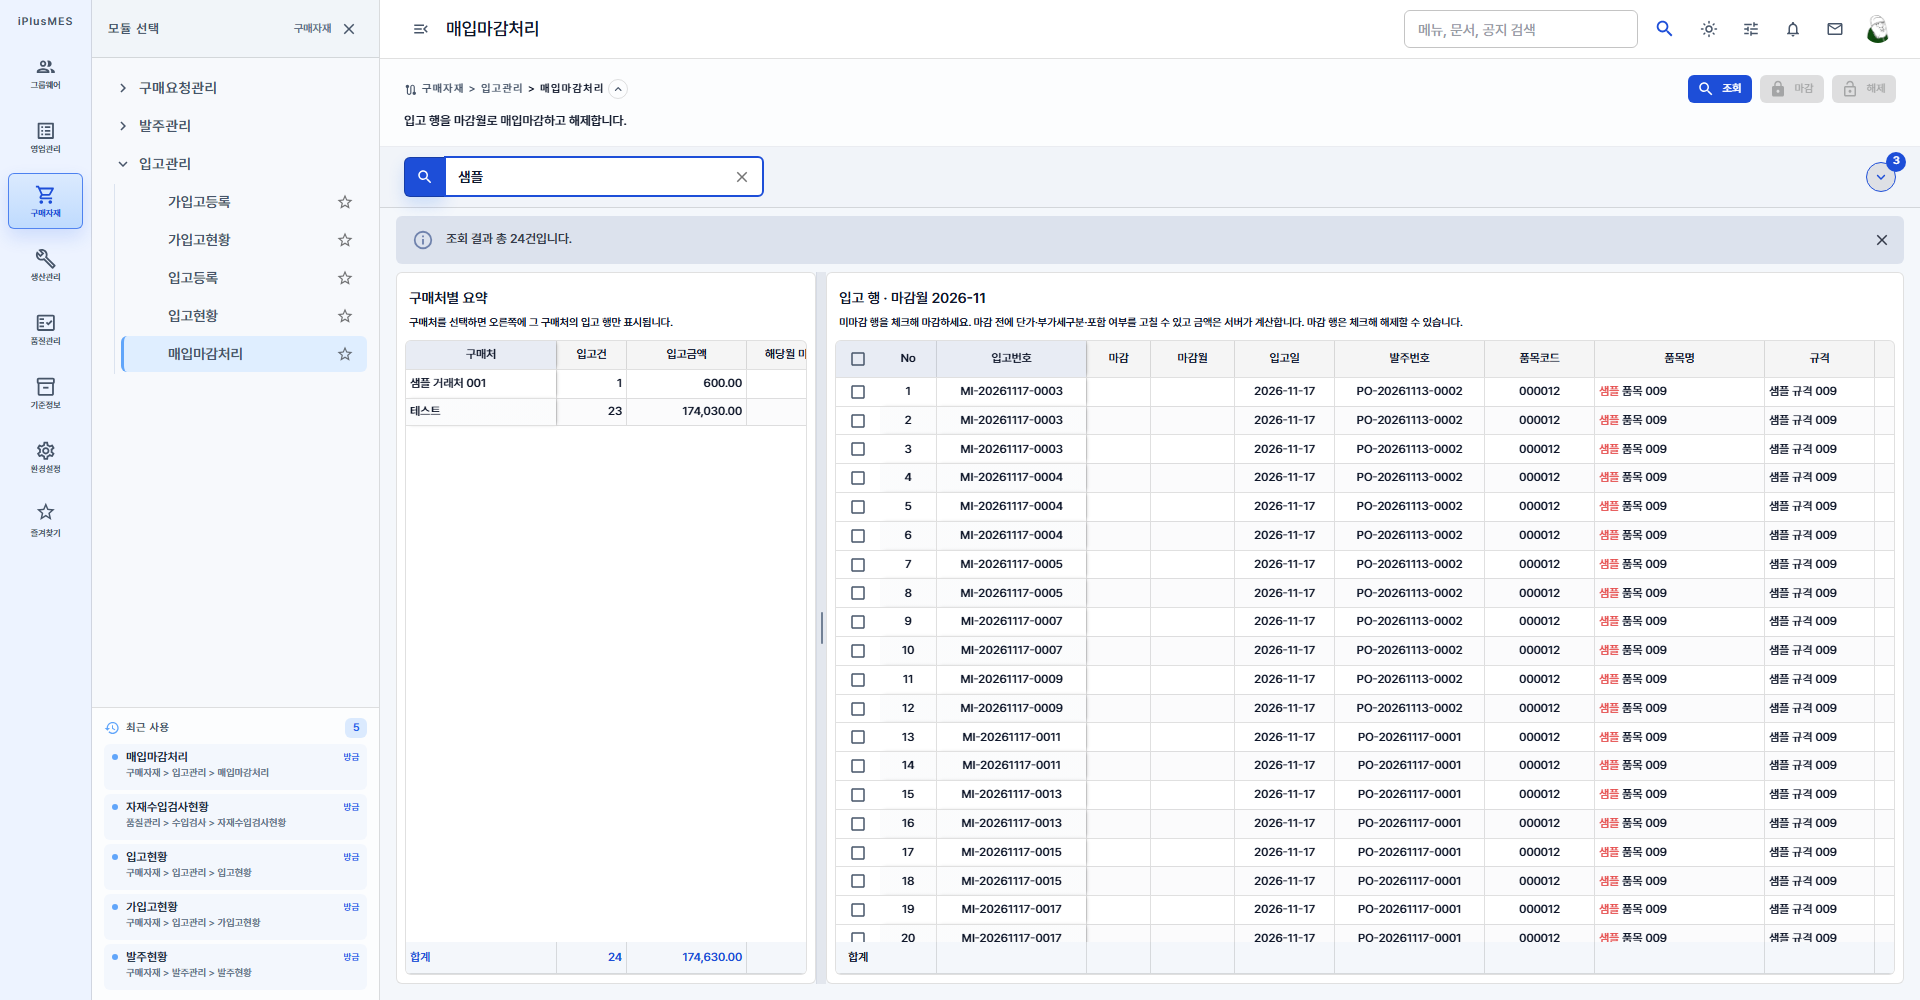 iPlusMES
그룹웨어
영업관리
구매자재
생산관리
품질관리
기준정보
환경설정
즐겨찾기
모듈 선택
구매자재
구매요청관리
발주관리
입고관리
가입고등록
가입고현황
입고등록
입고현황
매입마감처리
최근 사용 5
매입마감처리 방금
구매자재 > 입고관리 > 매입마감처리
자재수입검사현황 방금
품질관리 > 수입검사 > 자재수입검사현황
입고현황 방금
구매자재 > 입고관리 > 입고현황
가입고현황 방금
구매자재 > 입고관리 > 가입고현황
발주현황 방금
구매자재 > 발주관리 > 발주현황
매입마감처리
메뉴, 문서, 공지 검색
구매자재 > 입고관리 > 매입마감처리
조회 마감 해제
입고 행을 마감월로 매입마감하고 해제합니다.
샘플
3
조회 결과 총 24건입니다.
구매처별 요약
구매처를 선택하면 오른쪽에 그 구매처의 입고 행만 표시됩니다.
구매처 입고건 입고금액 해당월 마
샘플 거래처 001 1 600.00
테스트 23 174,030.00
합계 24 174,630.00
입고 행 · 마감월 2026-11
미마감 행을 체크해 마감하세요. 마감 전에 단가·부가세구분·포함 여부를 고칠 수 있고 금액은 서버가 계산합니다. 마감 행은 체크해 해제할 수 있습니다.
No 입고번호 마감 마감월 입고일 발주번호 품목코드 품목명 규격
1 MI-20261117-0003 2026-11-17 PO-20261113-0002 000012 샘플 품목 009 샘플 규격 009
2 MI-20261117-0003 2026-11-17 PO-20261113-0002 000012 샘플 품목 009 샘플 규격 009
3 MI-20261117-0003 2026-11-17 PO-20261113-0002 000012 샘플 품목 009 샘플 규격 009
4 MI-20261117-0004 2026-11-17 PO-20261113-0002 000012 샘플 품목 009 샘플 규격 009
5 MI-20261117-0004 2026-11-17 PO-20261113-0002 000012 샘플 품목 009 샘플 규격 009
6 MI-20261117-0004 2026-11-17 PO-20261113-0002 000012 샘플 품목 009 샘플 규격 009
7 MI-20261117-0005 2026-11-17 PO-20261113-0002 000012 샘플 품목 009 샘플 규격 009
8 MI-20261117-0005 2026-11-17 PO-20261113-0002 000012 샘플 품목 009 샘플 규격 009
9 MI-20261117-0007 2026-11-17 PO-20261113-0002 000012 샘플 품목 009 샘플 규격 009
10 MI-20261117-0007 2026-11-17 PO-20261113-0002 000012 샘플 품목 009 샘플 규격 009
11 MI-20261117-0009 2026-11-17 PO-20261113-0002 000012 샘플 품목 009 샘플 규격 009
12 MI-20261117-0009 2026-11-17 PO-20261113-0002 000012 샘플 품목 009 샘플 규격 009
13 MI-20261117-0011 2026-11-17 PO-20261117-0001 000012 샘플 품목 009 샘플 규격 009
14 MI-20261117-0011 2026-11-17 PO-20261117-0001 000012 샘플 품목 009 샘플 규격 009
15 MI-20261117-0013 2026-11-17 PO-20261117-0001 000012 샘플 품목 009 샘플 규격 009
16 MI-20261117-0013 2026-11-17 PO-20261117-0001 000012 샘플 품목 009 샘플 규격 009
17 MI-20261117-0015 2026-11-17 PO-20261117-0001 000012 샘플 품목 009 샘플 규격 009
18 MI-20261117-0015 2026-11-17 PO-20261117-0001 000012 샘플 품목 009 샘플 규격 009
19 MI-20261117-0017 2026-11-17 PO-20261117-0001 000012 샘플 품목 009 샘플 규격 009
20 MI-20261117-0017 2026-11-17 PO-20261117-0001 000012 샘플 품목 009 샘플 규격 009
합계